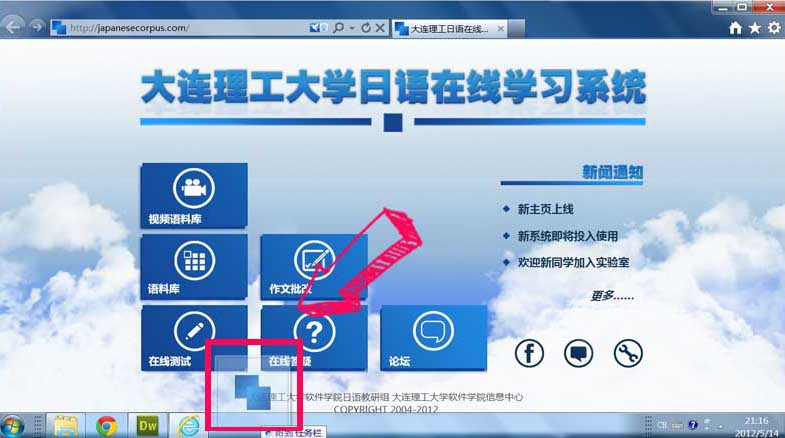 http://japanesecorpus.com/
大连理工日语在线...
大连理工大学日语在线学习系统
视频语料库
语料库
作文批改
在线测试
在线答疑
论坛
新闻通知
新主页上线
新系统即将投入使用
欢迎新同学加入实验室
更多......
连理工大学软件学院日语教研组 大连理工大学软件学院信息中心
COPYRIGHT 2004-2012
附到 任务栏
Dw
CH
21:16
2012/5/14